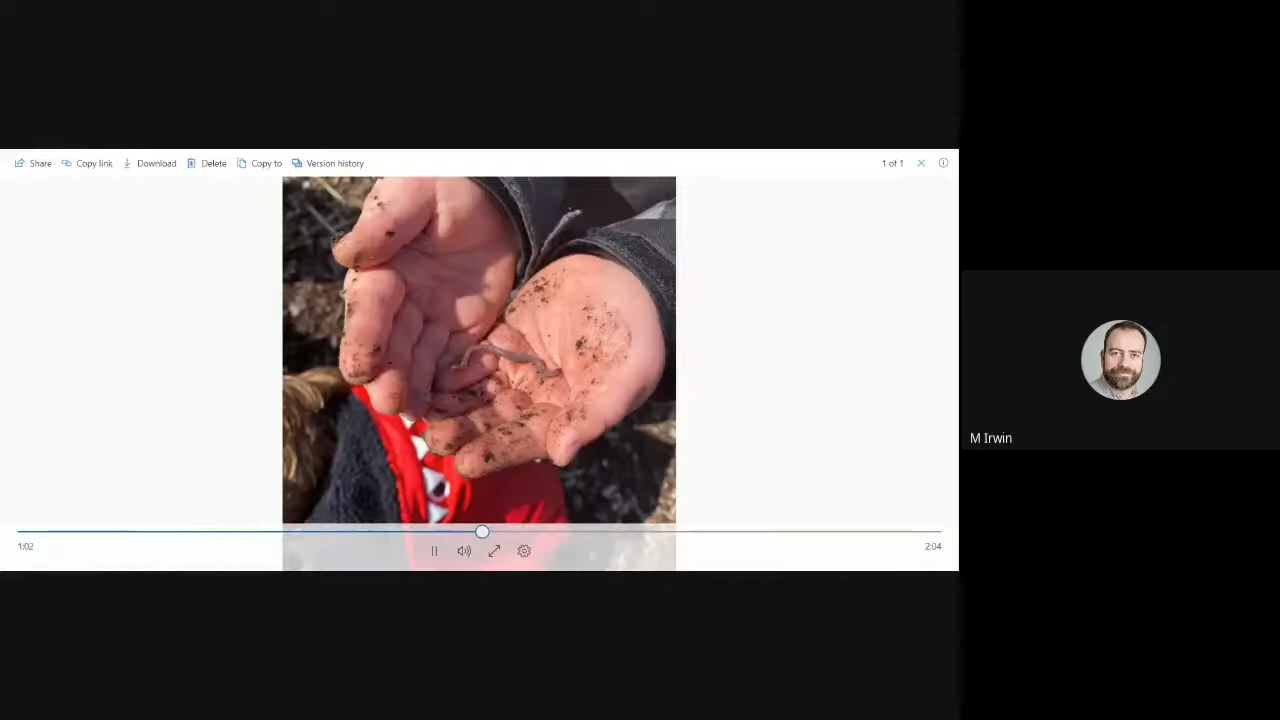 Share Copy link Download Delete Copy to Version history 1 of 1
M Irwin
1:02 2:04